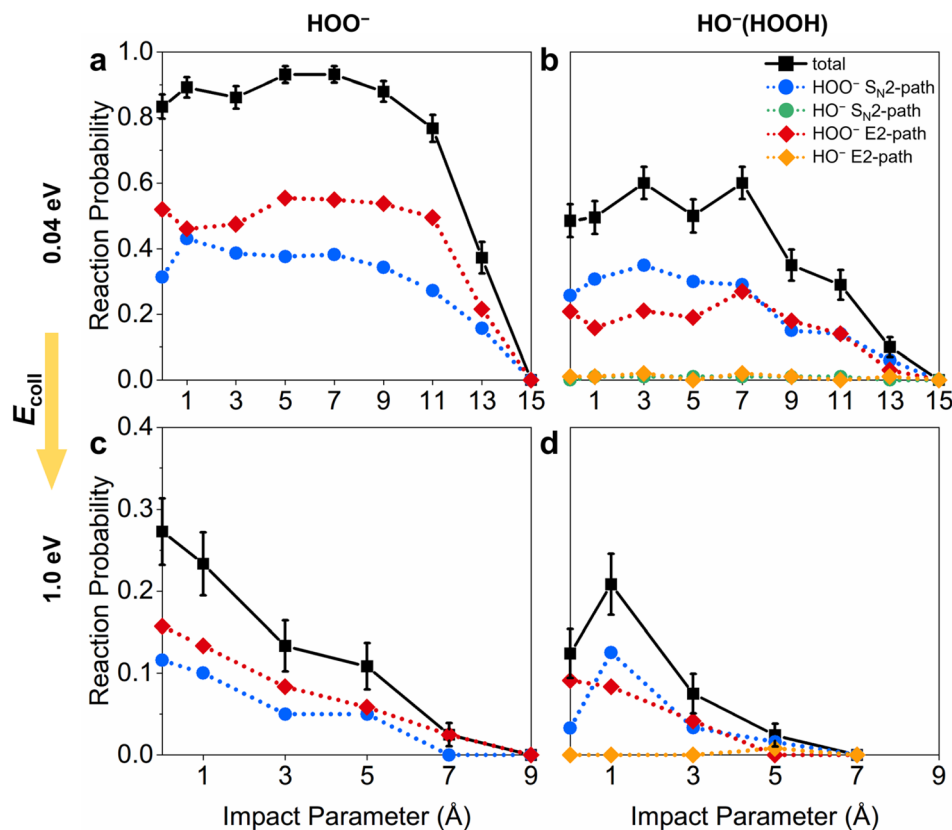 HOO⁻ HO⁻(HOOH)
a
b
total
HOO⁻ S_N2-path
HO⁻ S_N2-path
HOO⁻ E2-path
HO⁻ E2-path
0.04 eV
Reaction Probability
1.0
0.8
0.6
0.4
0.2
0.0
1 3 5 7 9 11 13 15
1 3 5 7 9 11 13 15
E_coll
c
d
1.0 eV
Reaction Probability
0.4
0.3
0.2
0.1
0.0
1 3 5 7 9
1 3 5 7 9
Impact Parameter (Å) Impact Parameter (Å)